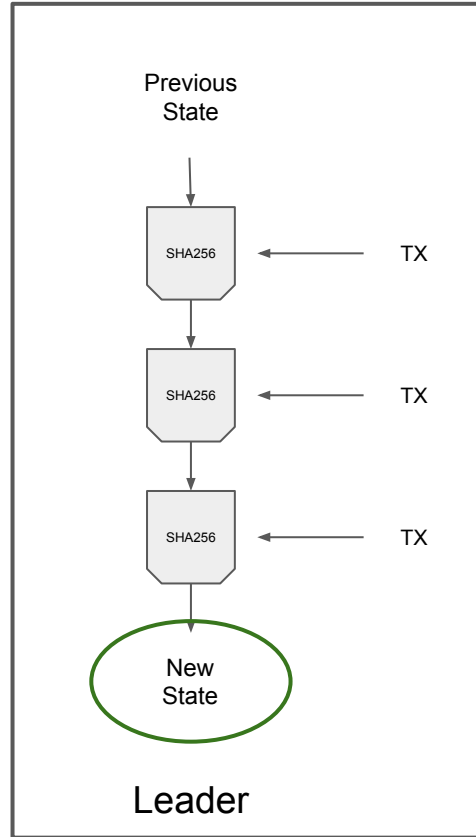 Previous
State
SHA256
TX
SHA256
TX
SHA256
TX
New
State
Leader